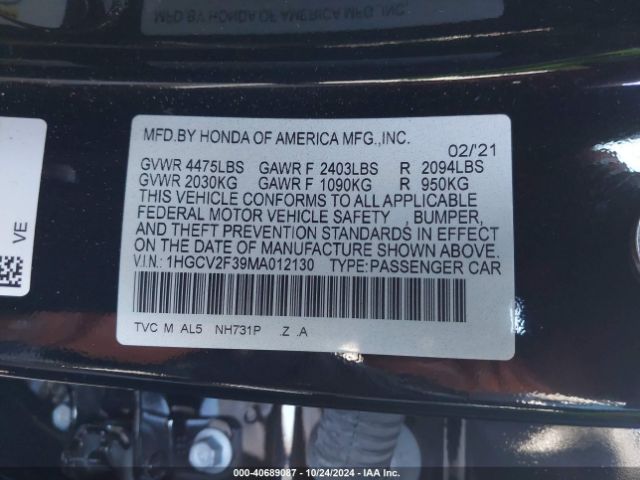 MFD.BY HONDA OF AMERICA MFG.,INC.
02/'21
GVWR 4475LBS GAWR F 2403LBS R 2094LBS
GVWR 2030KG GAWR F 1090KG R 950KG
THIS VEHICLE CONFORMS TO ALL APPLICABLE
FEDERAL MOTOR VEHICLE SAFETY , BUMPER,
AND THEFT PREVENTION STANDARDS IN EFFECT
ON THE DATE OF MANUFACTURE SHOWN ABOVE.
V.I.N.: 1HGCV2F39MA012130 TYPE:PASSENGER CAR
TVC M AL5 NH731P .Z .A
VE
000-40689087 - 10/24/2024 - IAA Inc.